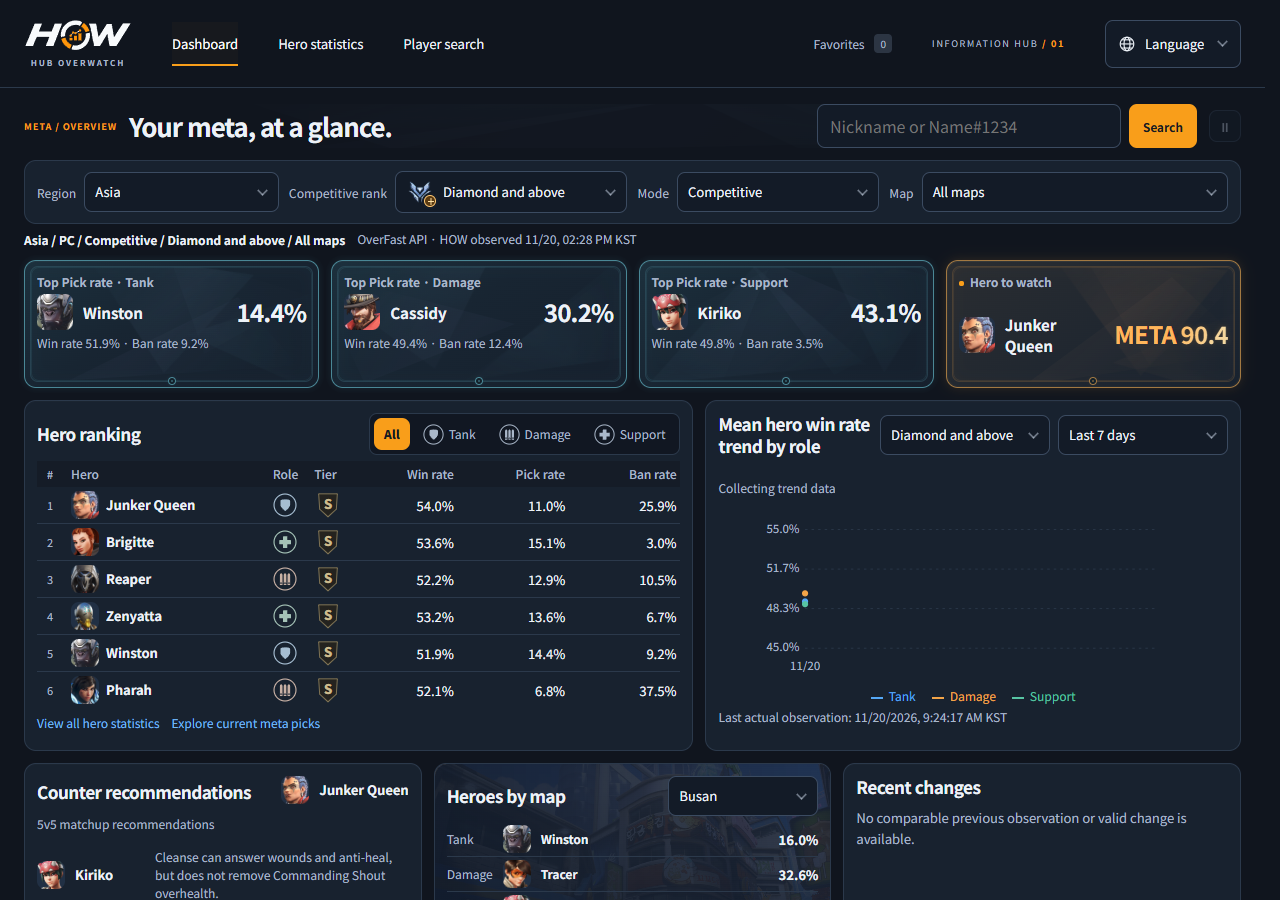 HOW
HUB OVERWATCH
Dashboard
Hero statistics
Player search
Favorites 0
INFORMATION HUB / 01
Language
META / OVERVIEW
Your meta, at a glance.
Nickname or Name#1234
Search
Region Asia
Competitive rank Diamond and above
Mode Competitive
Map All maps
Asia / PC / Competitive / Diamond and above / All maps OverFast API · HOW observed 11/20, 02:28 PM KST
Top Pick rate · Tank
Winston 14.4%
Win rate 51.9% · Ban rate 9.2%
Top Pick rate · Damage
Cassidy 30.2%
Win rate 49.4% · Ban rate 12.4%
Top Pick rate · Support
Kiriko 43.1%
Win rate 49.8% · Ban rate 3.5%
Hero to watch
Junker
Queen
META 90.4
Hero ranking
All Tank Damage Support
# Hero Role Tier Win rate Pick rate Ban rate
1 Junker Queen S 54.0% 11.0% 25.9%
2 Brigitte S 53.6% 15.1% 3.0%
3 Reaper S 52.2% 12.9% 10.5%
4 Zenyatta S 53.2% 13.6% 6.7%
5 Winston S 51.9% 14.4% 9.2%
6 Pharah S 52.1% 6.8% 37.5%
View all hero statistics Explore current meta picks
Mean hero win rate
trend by role
Diamond and above
Last 7 days
Collecting trend data
55.0%
51.7%
48.3%
45.0%
11/20
Tank Damage Support
Last actual observation: 11/20/2026, 9:24:17 AM KST
Counter recommendations
Junker Queen
5v5 matchup recommendations
Kiriko
Cleanse can answer wounds and anti-heal,
but does not remove Commanding Shout
overhealth.
Heroes by map
Busan
Tank Winston 16.0%
Damage Tracer 32.6%
Recent changes
No comparable previous observation or valid change is
available.